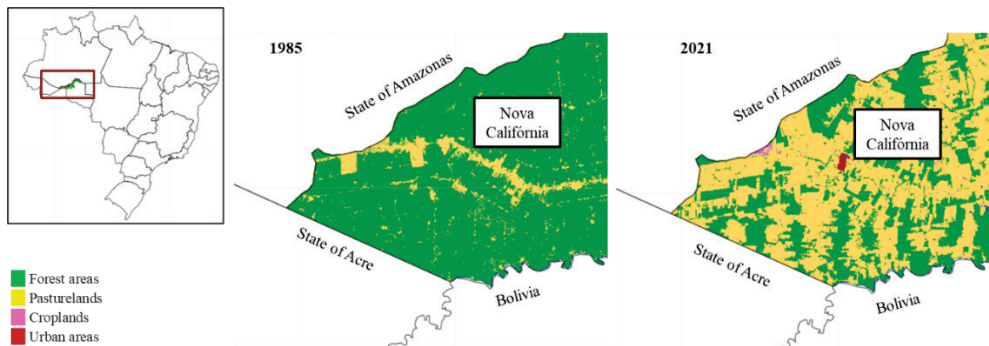 1985
State of Amazonas
Nova
Califórnia
State of Acre
Bolivia
2021
State of Amazonas
Nova
Califórnia
State of Acre
Bolivia
Forest areas
Pasturelands
Croplands
Urban areas